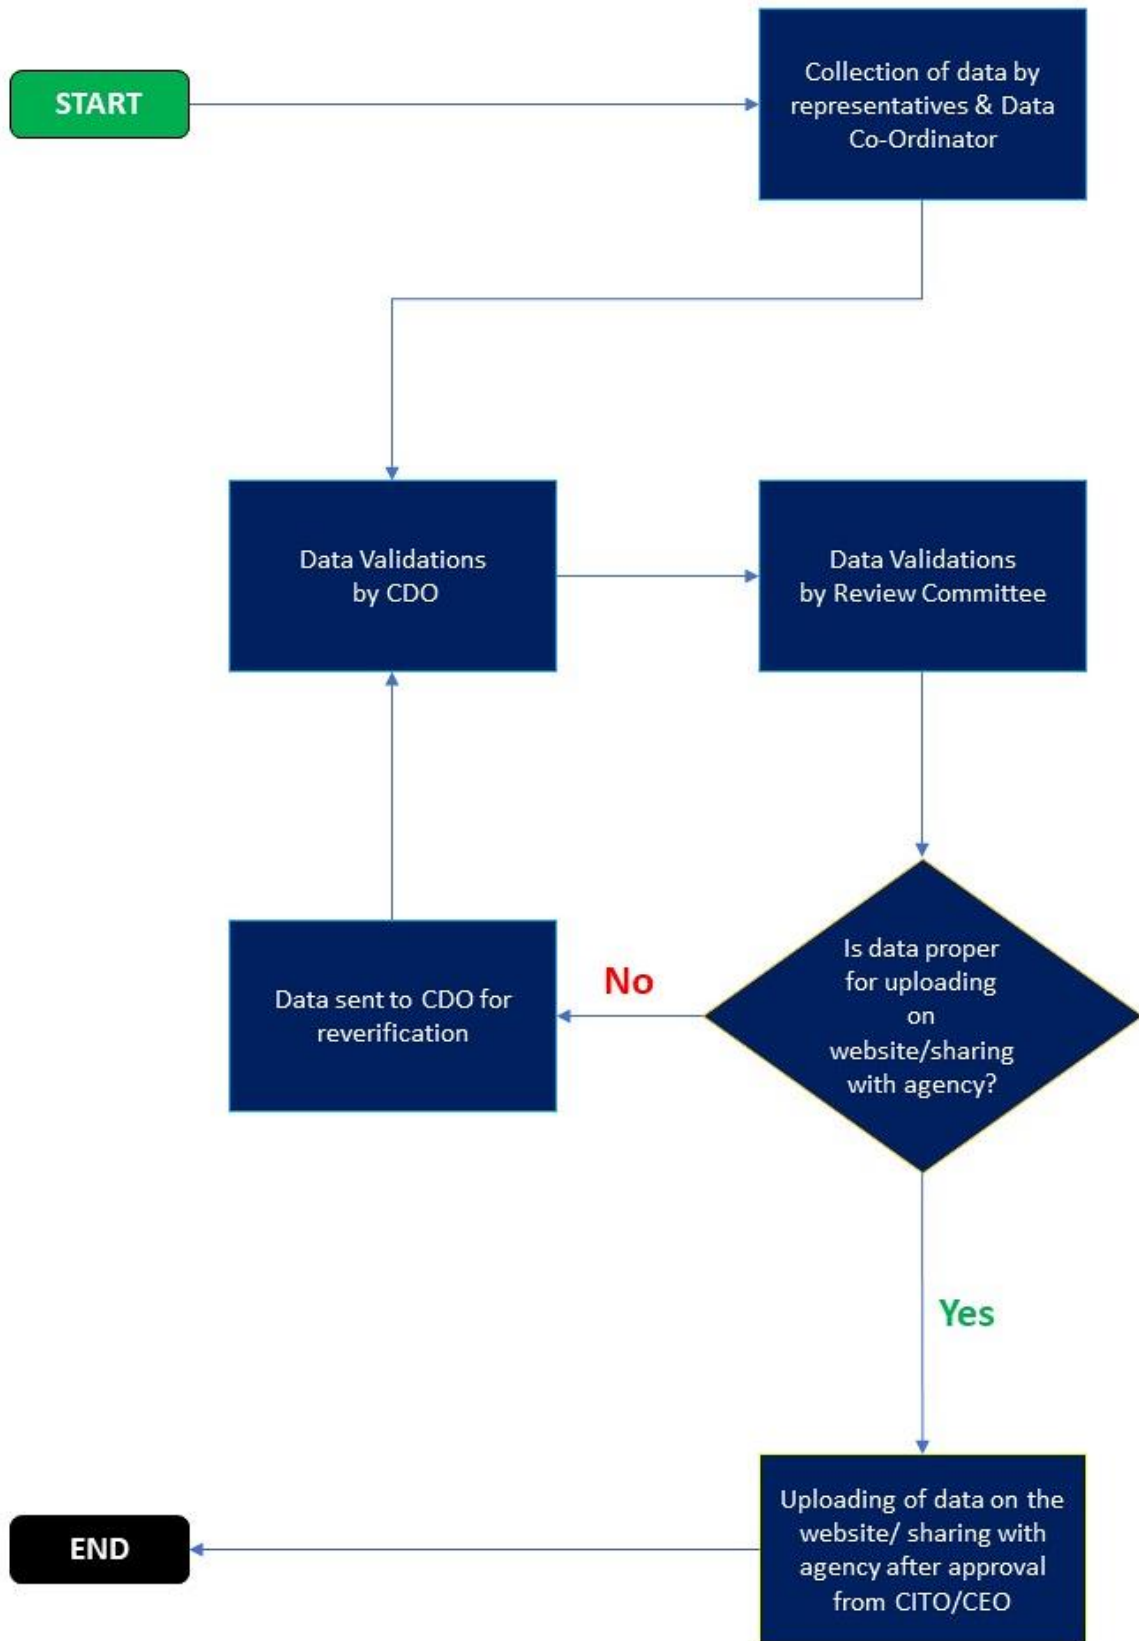 START
Collection of data by
representatives & Data
Co-Ordinator
Data Validations
by CDO
Data Validations
by Review Committee
Is data proper
for uploading
on
website/sharing
with agency?
No
Data sent to CDO for
reverification
Yes
Uploading of data on the
website/ sharing with
agency after approval
from CITO/CEO
END